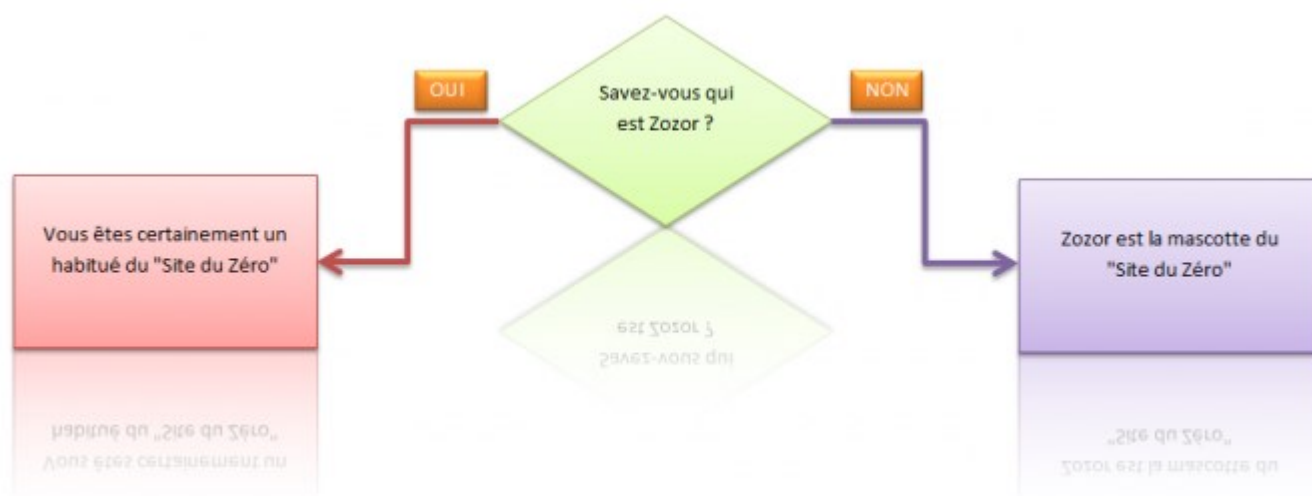 OUI
Savez-vous qui
est Zozor ?
NON
Vous êtes certainement un
habitué du "Site du Zéro"
Zozor est la mascotte du
"Site du Zéro"